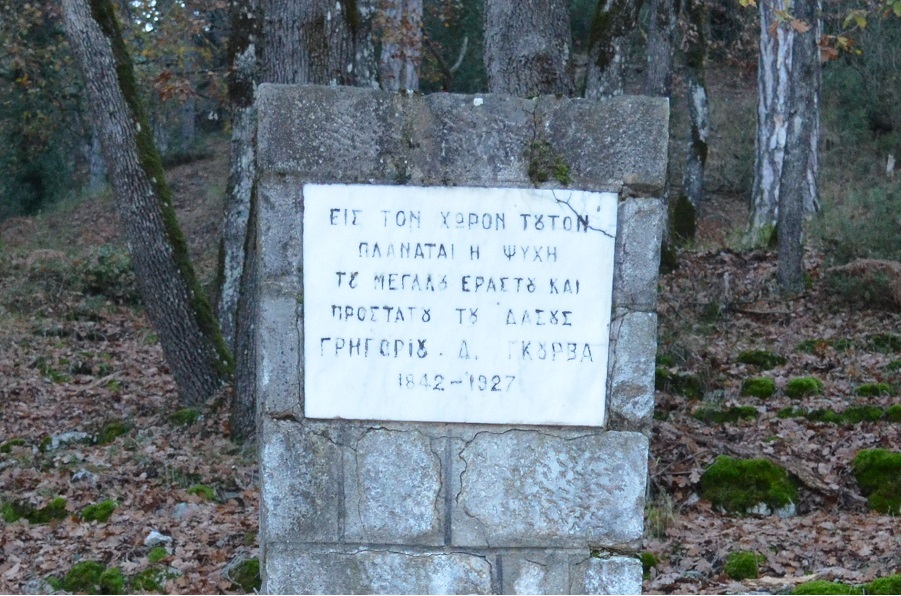 ΕΙΣ ΤΟΝ ΧΩΡΟΝ ΤȢΤΟΝ
ΠΛΑΝΑΤΑΙ Η ΨΥΧΗ
ΤȢ ΜΕΓΑΛȢ ΕΡΑΣΤȢ ΚΑΙ
ΠΡΟΣΤΑΤȢ ΤȢ ΔΑΣȢΣ
ΓΡΗΓΟΡΙȢ . Δ. ΓΚȢΡΒΑ
1842-1927